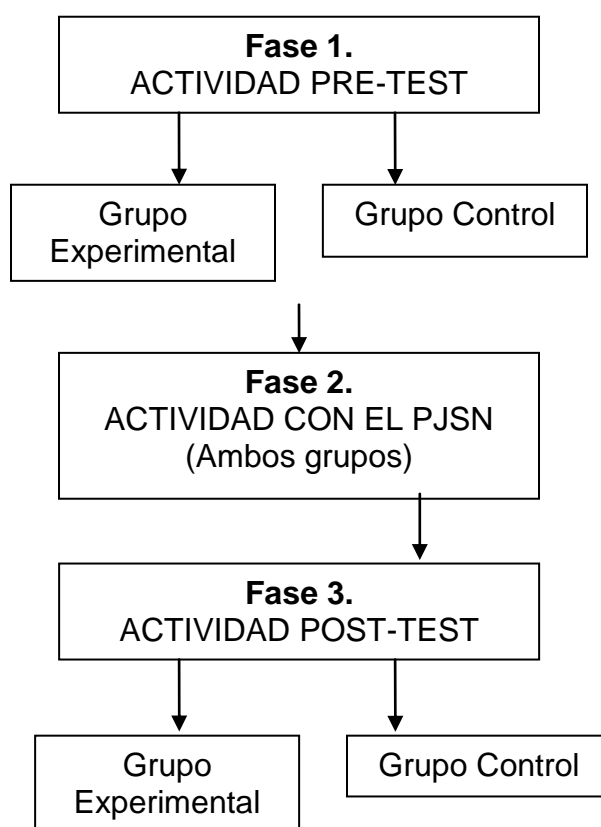 Fase 1.
ACTIVIDAD PRE-TEST
Grupo
Experimental
Grupo Control
Fase 2.
ACTIVIDAD CON EL PJSN
(Ambos grupos)
Fase 3.
ACTIVIDAD POST-TEST
Grupo
Experimental
Grupo Control